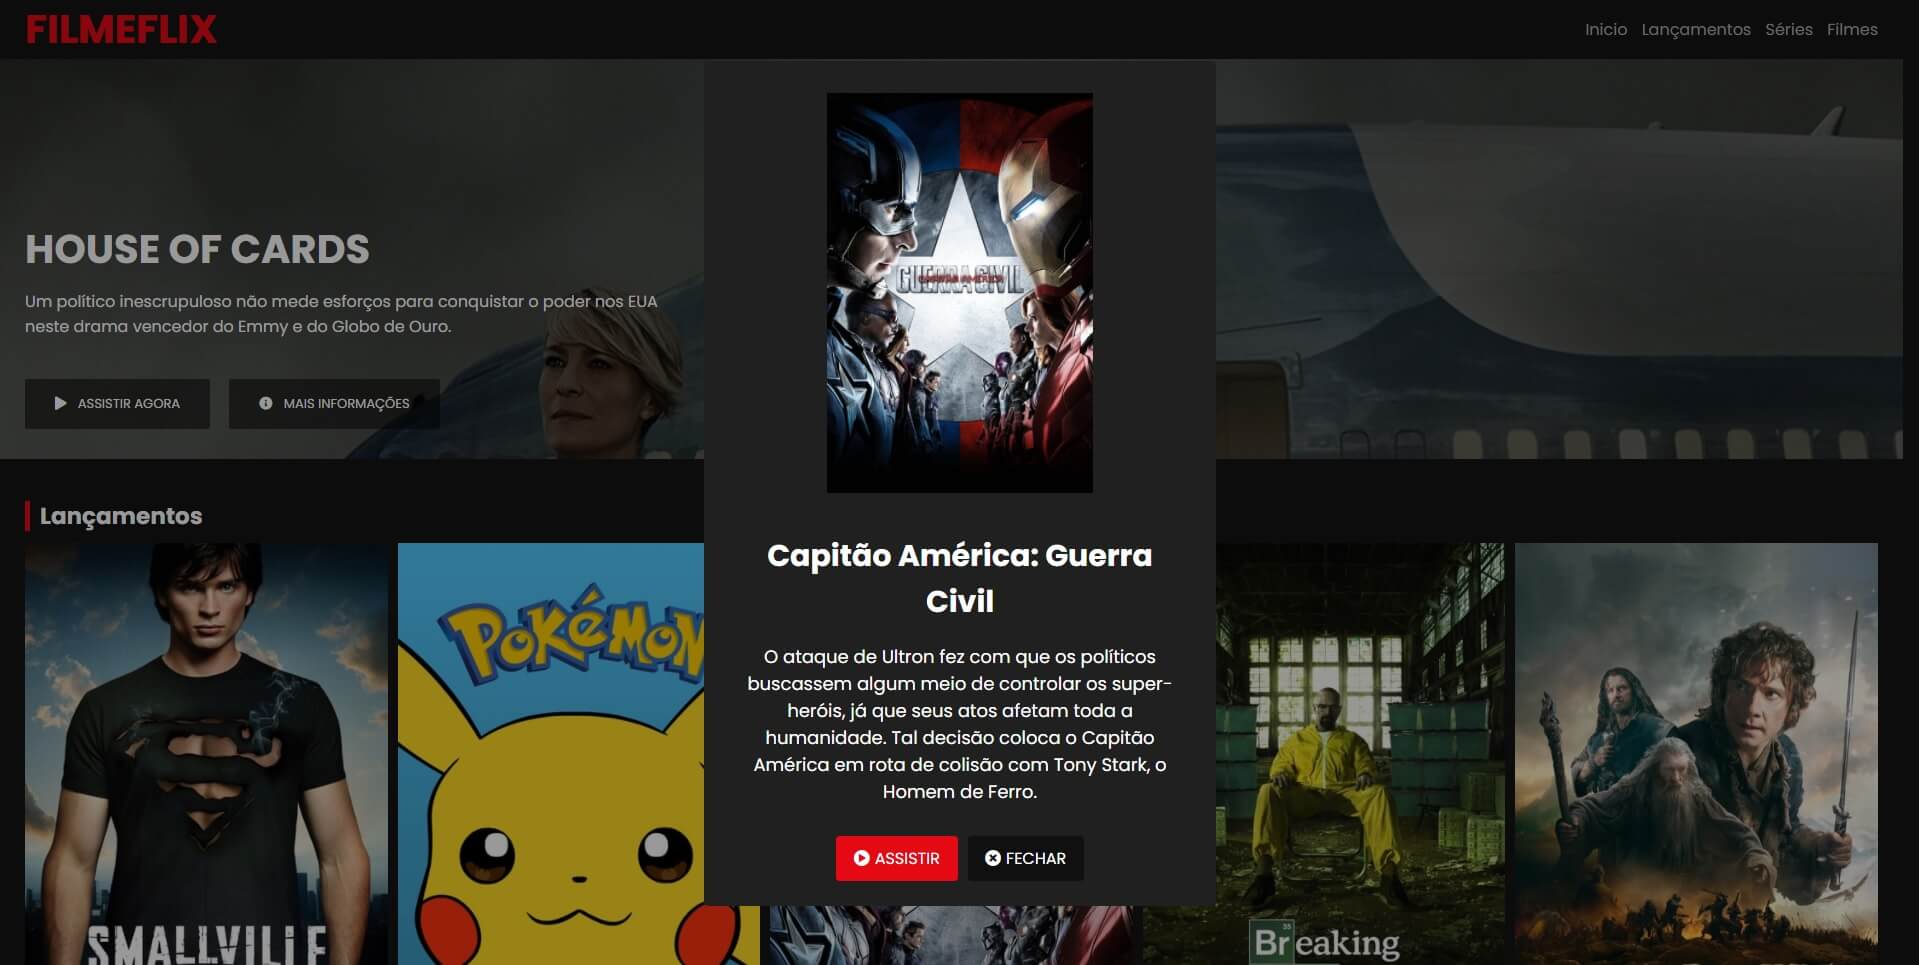 FILMEFLIX
Inicio Lançamentos Séries Filmes
HOUSE OF CARDS
Um político inescrupuloso não mede esforços para conquistar o poder nos EUA
neste drama vencedor do Emmy e do Globo de Ouro.
ASSISTIR AGORA
MAIS INFORMAÇÕES
GUERRA CIVIL
CAPITÃO AMÉRICA
Capitão América: Guerra
Civil
O ataque de Ultron fez com que os políticos
buscassem algum meio de controlar os super-
heróis, já que seus atos afetam toda a
humanidade. Tal decisão coloca o Capitão
América em rota de colisão com Tony Stark, o
Homem de Ferro.
ASSISTIR
FECHAR
Lançamentos
POKÉMON
SMALLVILLE
35
Breaking